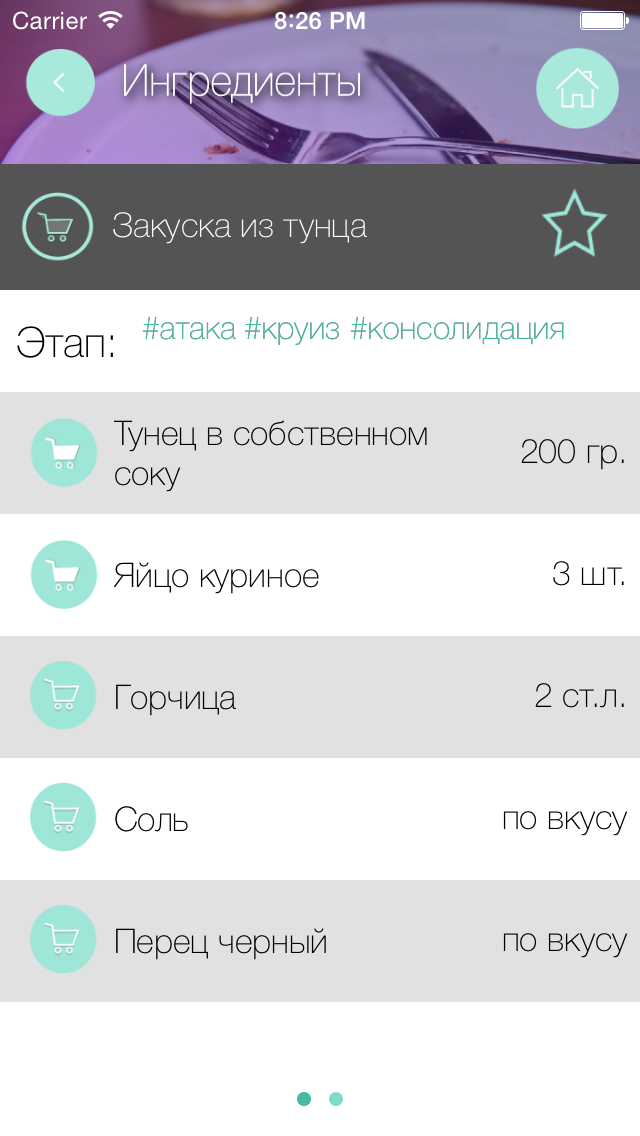 Carrier 8:26 PM
Ингредиенты
Закуска из тунца
Этап: #атака #круиз #консолидация
Тунец в собственном
соку
200 гр.
Яйцо куриное 3 шт.
Горчица 2 ст.л.
Соль по вкусу
Перец черный по вкусу